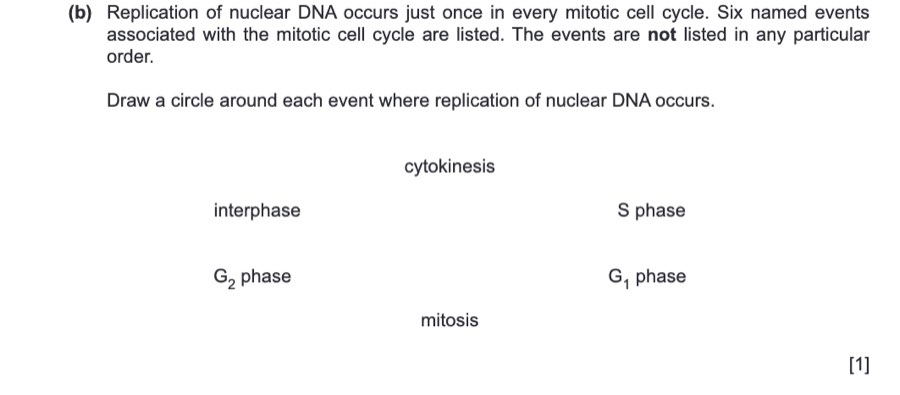 (b) Replication of nuclear DNA occurs just once in every mitotic cell cycle. Six named events
associated with the mitotic cell cycle are listed. The events are not listed in any particular
order.
Draw a circle around each event where replication of nuclear DNA occurs.
cytokinesis
interphase S phase
G₂ phase G₁ phase
mitosis
[1]